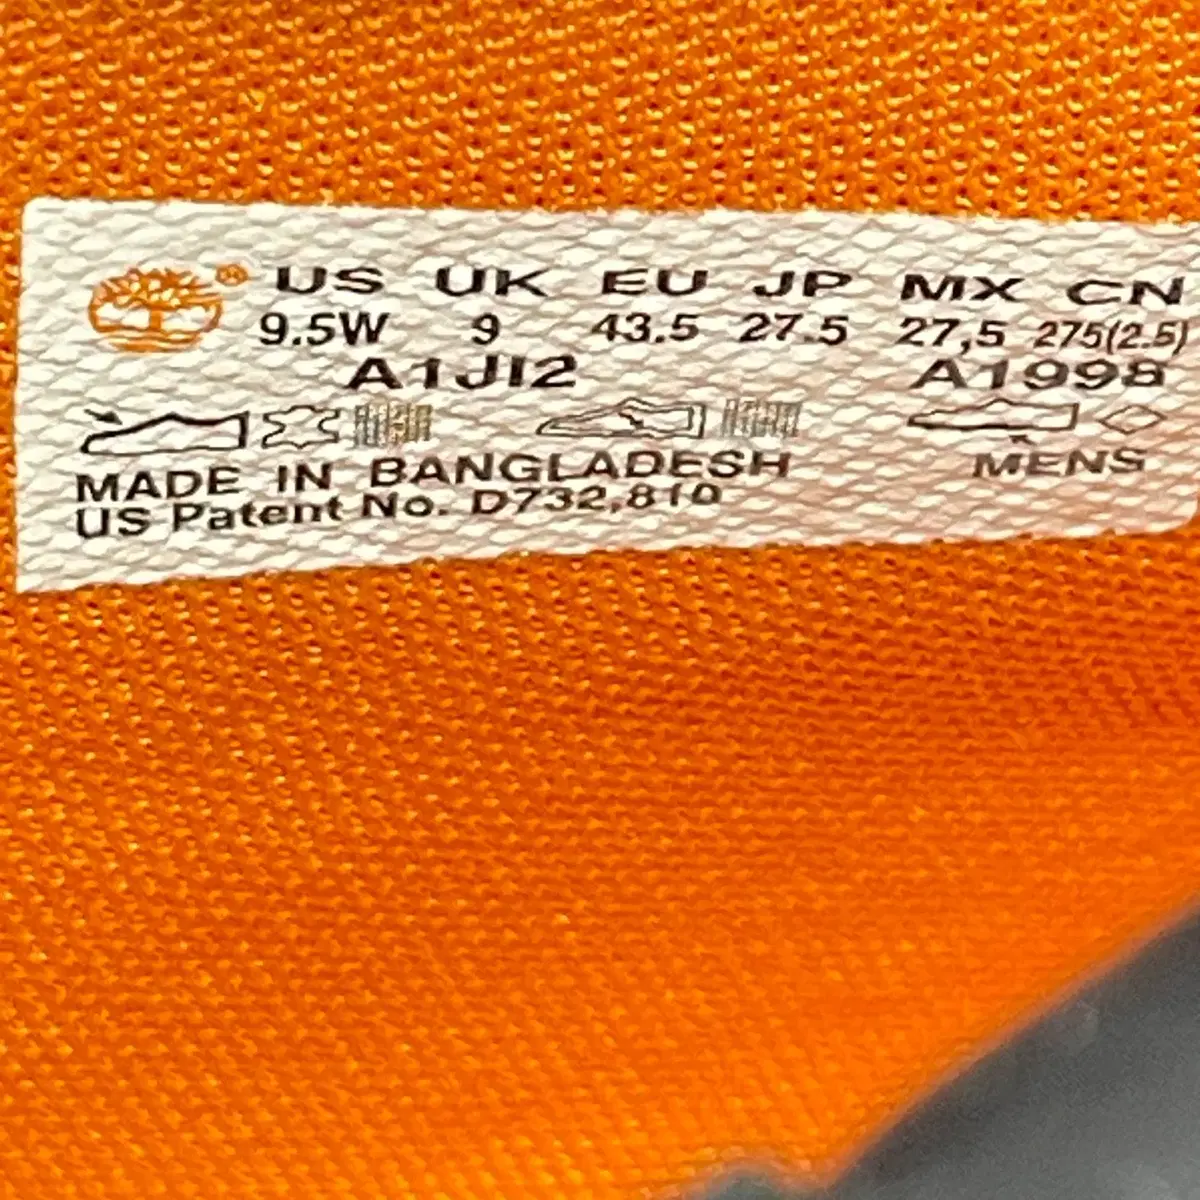 ® US UK EU JP MX CN
9.5W 9 43.5 27.5 27,5 275(2.5)
A1JI2 A1998
MADE IN BANGLADESH MENS
US Patent No. D732,810